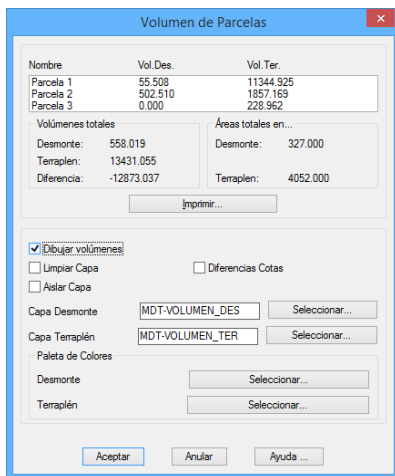 Volumen de Parcelas
Nombre Vol.Des. Vol.Ter.
Parcela 1 55.508 11344.925
Parcela 2 502.510 1857.169
Parcela 3 0.000 228.962
Volúmenes totales Áreas totales en...
Desmonte: 558.019 Desmonte: 327.000
Terraplen: 13431.055
Diferencia: -12873.037 Terraplen: 4052.000
Imprimir...
Dibujar volúmenes
Limpiar Capa Diferencias Cotas
Aislar Capa
Capa Desmonte MDT-VOLUMEN_DES Seleccionar...
Capa Terraplén MDT-VOLUMEN_TER Seleccionar...
Paleta de Colores
Desmonte Seleccionar...
Terraplén Seleccionar...
Aceptar Anular Ayuda ...